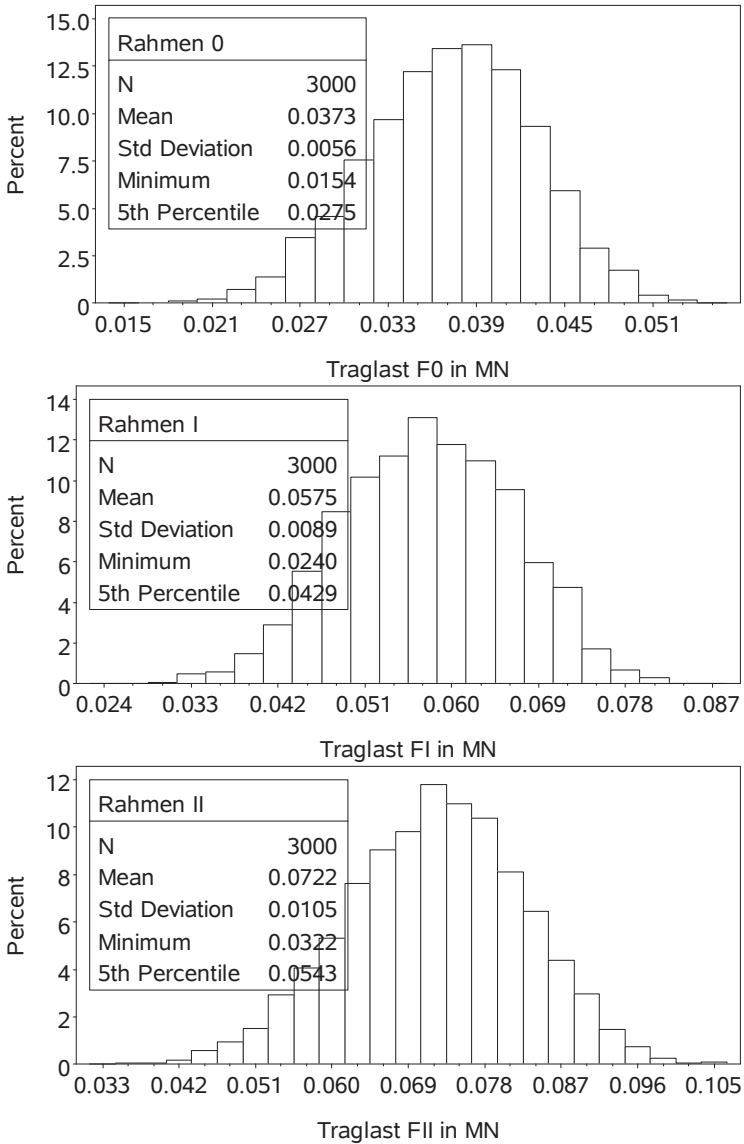 15.0
12.5
10.0
7.5
5.0
2.5
0
Percent
Rahmen 0
N 3000
Mean 0.0373
Std Deviation 0.0056
Minimum 0.0154
5th Percentile 0.0275
0.015 0.021 0.027 0.033 0.039 0.045 0.051
Traglast F0 in MN
14
12
10
8
6
4
2
0
Percent
Rahmen I
N 3000
Mean 0.0575
Std Deviation 0.0089
Minimum 0.0240
5th Percentile 0.0429
0.024 0.033 0.042 0.051 0.060 0.069 0.078 0.087
Traglast FI in MN
12
10
8
6
4
2
0
Percent
Rahmen II
N 3000
Mean 0.0722
Std Deviation 0.0105
Minimum 0.0322
5th Percentile 0.0543
0.033 0.042 0.051 0.060 0.069 0.078 0.087 0.096 0.105
Traglast FII in MN